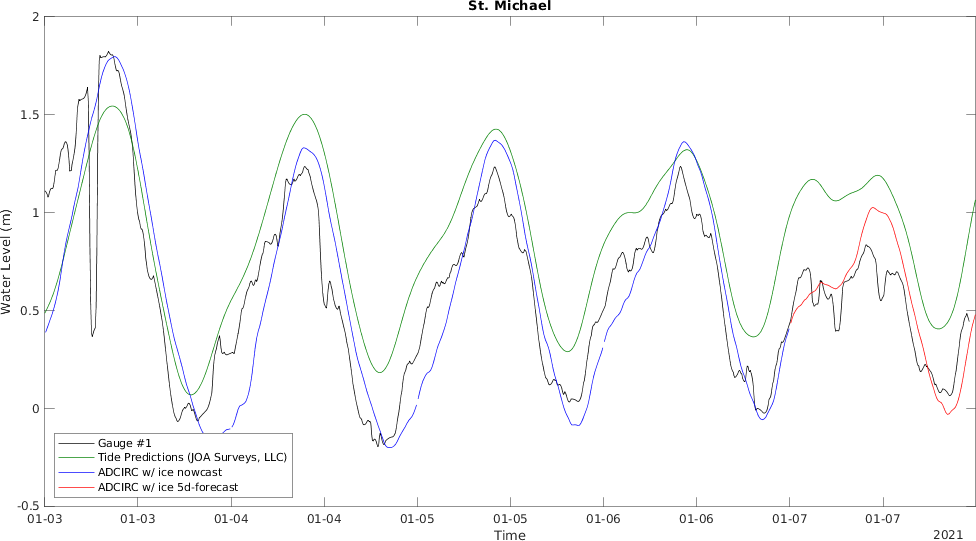 St. Michael
2
1.5
1
0.5
0
-0.5
Water Level (m)
Gauge #1
Tide Predictions (JOA Surveys, LLC)
ADCIRC w/ ice nowcast
ADCIRC w/ ice 5d-forecast
01-03 01-03 01-04 01-04 01-05 01-05 01-06 01-06 01-07 01-07
Time
2021